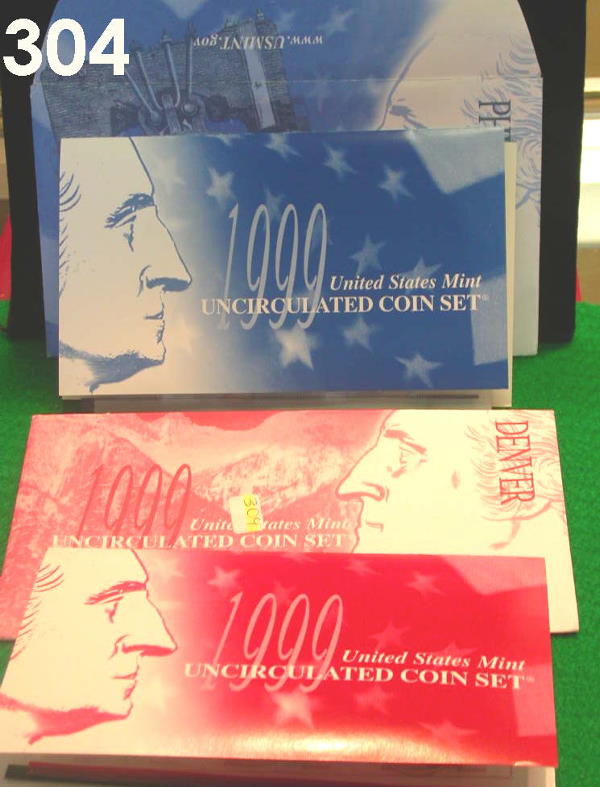 304
www.USMINT.gov
1999
United States Mint
UNCIRCULATED COIN SET®
DENVER
1999
304
United States Mint
UNCIRCULATED COIN SET
1999
United States Mint
UNCIRCULATED COIN SET®